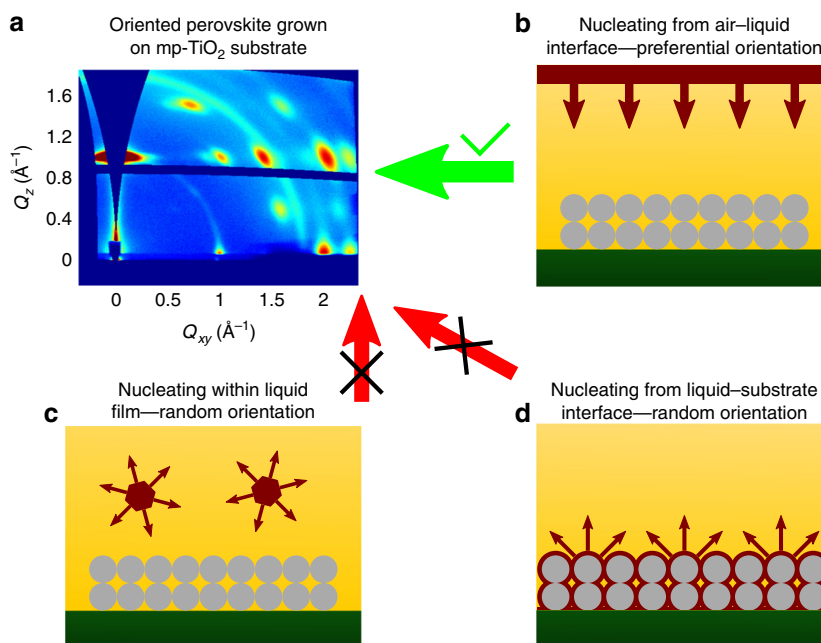 a
Oriented perovskite grown
on mp-TiO₂ substrate
Q_z (Å⁻¹)
1.6
1.2
0.8
0.4
0
0 0.5 1 1.5 2
Q_xy (Å⁻¹)
b
Nucleating from air–liquid
interface—preferential orientation
c
Nucleating within liquid
film—random orientation
d
Nucleating from liquid–substrate
interface—random orientation